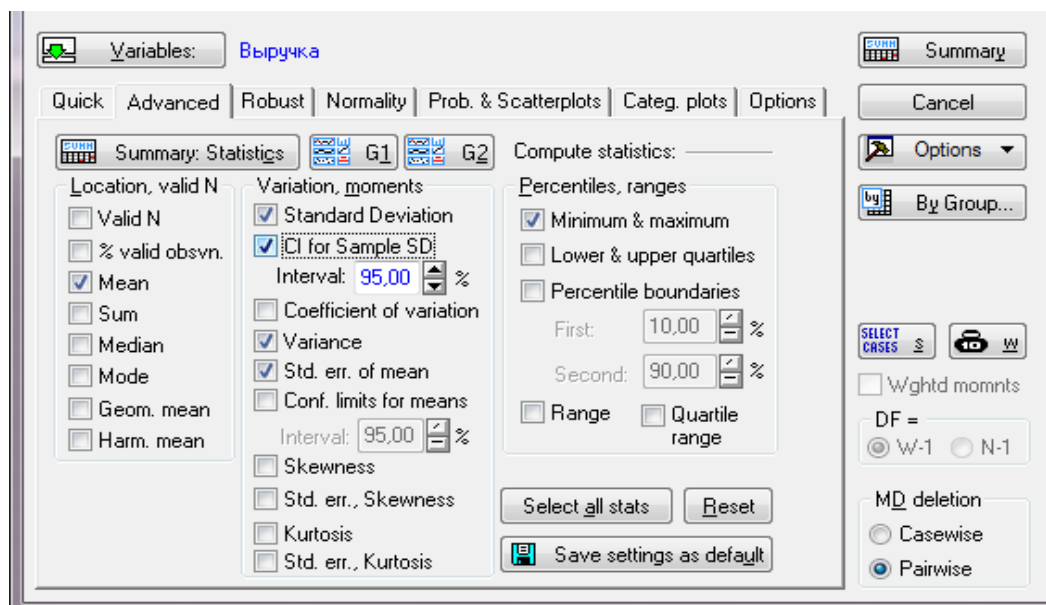 Variables: Выручка
Summary
Quick Advanced Robust Normality Prob. & Scatterplots Categ. plots Options
Cancel
SUMM Summary: Statistics G1 G2 Compute statistics:
Options
Location, valid N
Valid N
% valid obsvn.
Mean
Sum
Median
Mode
Geom. mean
Harm. mean
Variation, moments
Standard Deviation
CI for Sample SD
Interval: 95,00 %
Coefficient of variation
Variance
Std. err. of mean
Conf. limits for means
Interval: 95,00 %
Skewness
Std. err., Skewness
Kurtosis
Std. err., Kurtosis
Percentiles, ranges
Minimum & maximum
Lower & upper quartiles
Percentile boundaries
First: 10,00 %
Second: 90,00 %
Range
Quartile
range
Select all stats Reset
Save settings as default
by By Group...
SELECT
CASES S W
Wghtd momnts
DF =
W-1 N-1
MD deletion
Casewise
Pairwise